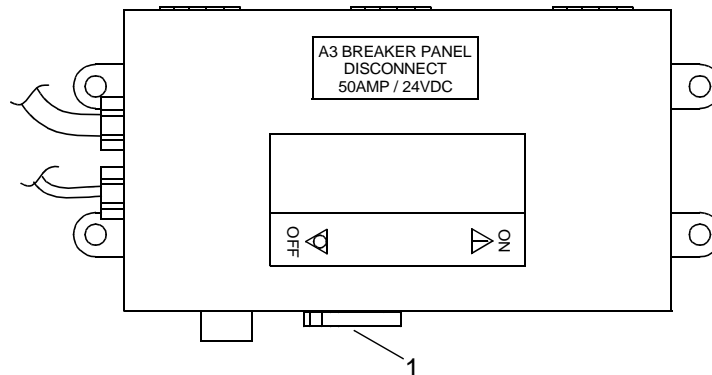 A3 BREAKER PANEL
DISCONNECT
50AMP / 24VDC
OFF
ON
1